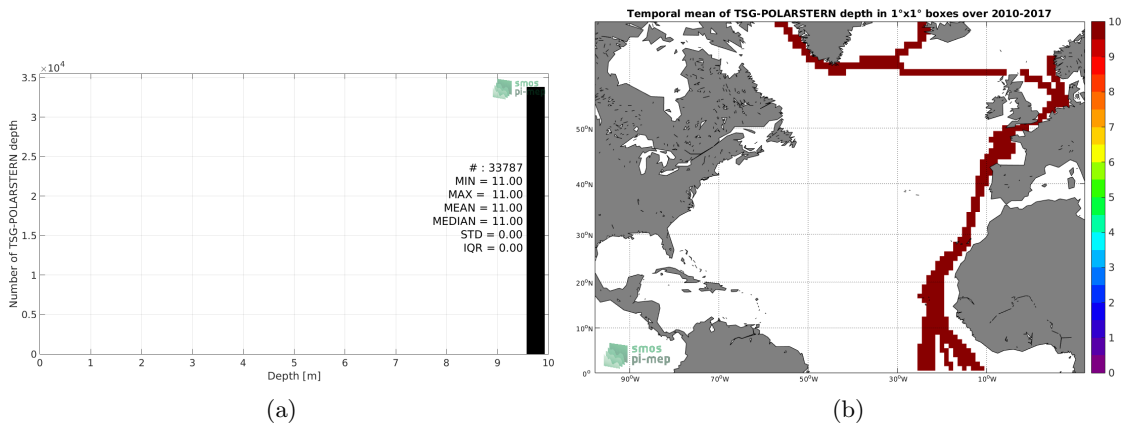 ×10⁴
3.5
3
2.5
2
1.5
1
0.5
0
Number of TSG-POLARSTERN depth
smos
pi-mep
# : 33787
MIN = 11.00
MAX = 11.00
MEAN = 11.00
MEDIAN = 11.00
STD = 0.00
IQR = 0.00
0 1 2 3 4 5 6 7 8 9 10
Depth [m]
(a)
Temporal mean of TSG-POLARSTERN depth in 1°x1° boxes over 2010-2017
50°N
40°N
30°N
20°N
10°N
0°
90°W 70°W 50°W 30°W 10°W
smos
pi-mep
10
9
8
7
6
5
4
3
2
1
0
(b)